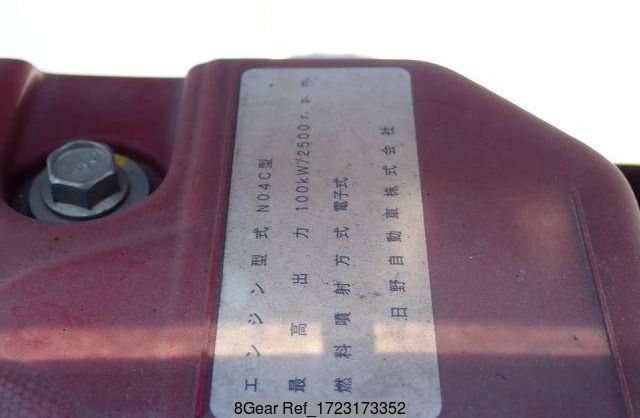 エンジン型式 N04C型
最高出力 100kW/2500r.p.m.
燃料噴射方式 電子式
日野自動車株式会社
8Gear Ref_1723173352